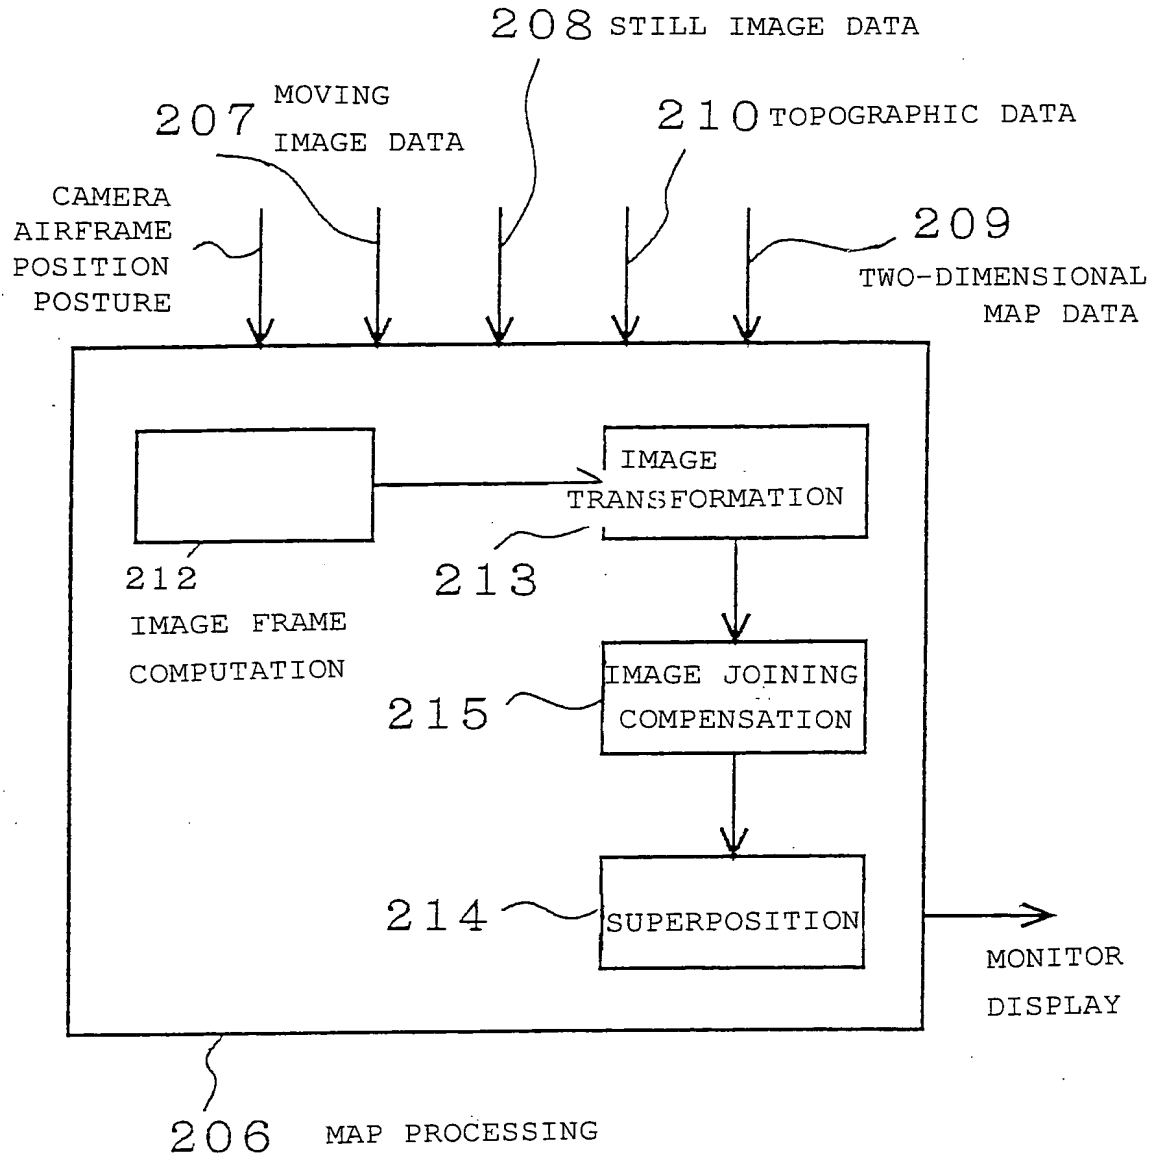 208 STILL IMAGE DATA
207 MOVING
IMAGE DATA
210 TOPOGRAPHIC DATA
CAMERA
AIRFRAME
POSITION
POSTURE
209
TWO-DIMENSIONAL
MAP DATA
IMAGE
TRANSFORMATION
213
212
IMAGE FRAME
COMPUTATION
IMAGE JOINING
COMPENSATION
215
214
SUPERPOSITION
MONITOR
DISPLAY
206 MAP PROCESSING